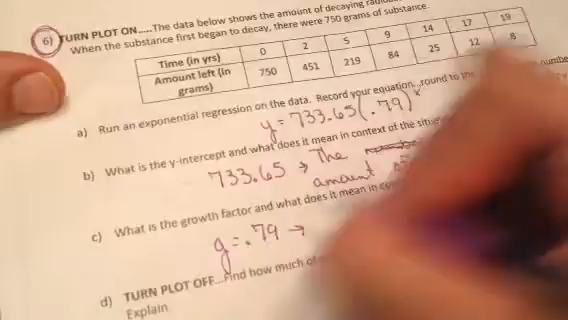 6) TURN PLOT ON.....The data below shows the amount of decaying
When the substance first began to decay, there were 750 grams of substance.
Time (in yrs) 0 2 5 9 14 17 19
Amount left (in grams) 750 451 219 84 25 12 8
a) Run an exponential regression on the data. Record your equation...round to the
y = 733.65(.79)^x
b) What is the y-intercept and what does it mean in context of the
733.65 → The
amount
c) What is the growth factor and what does it mean in
g = .79 →
d) TURN PLOT OFF...Find how much of
Explain